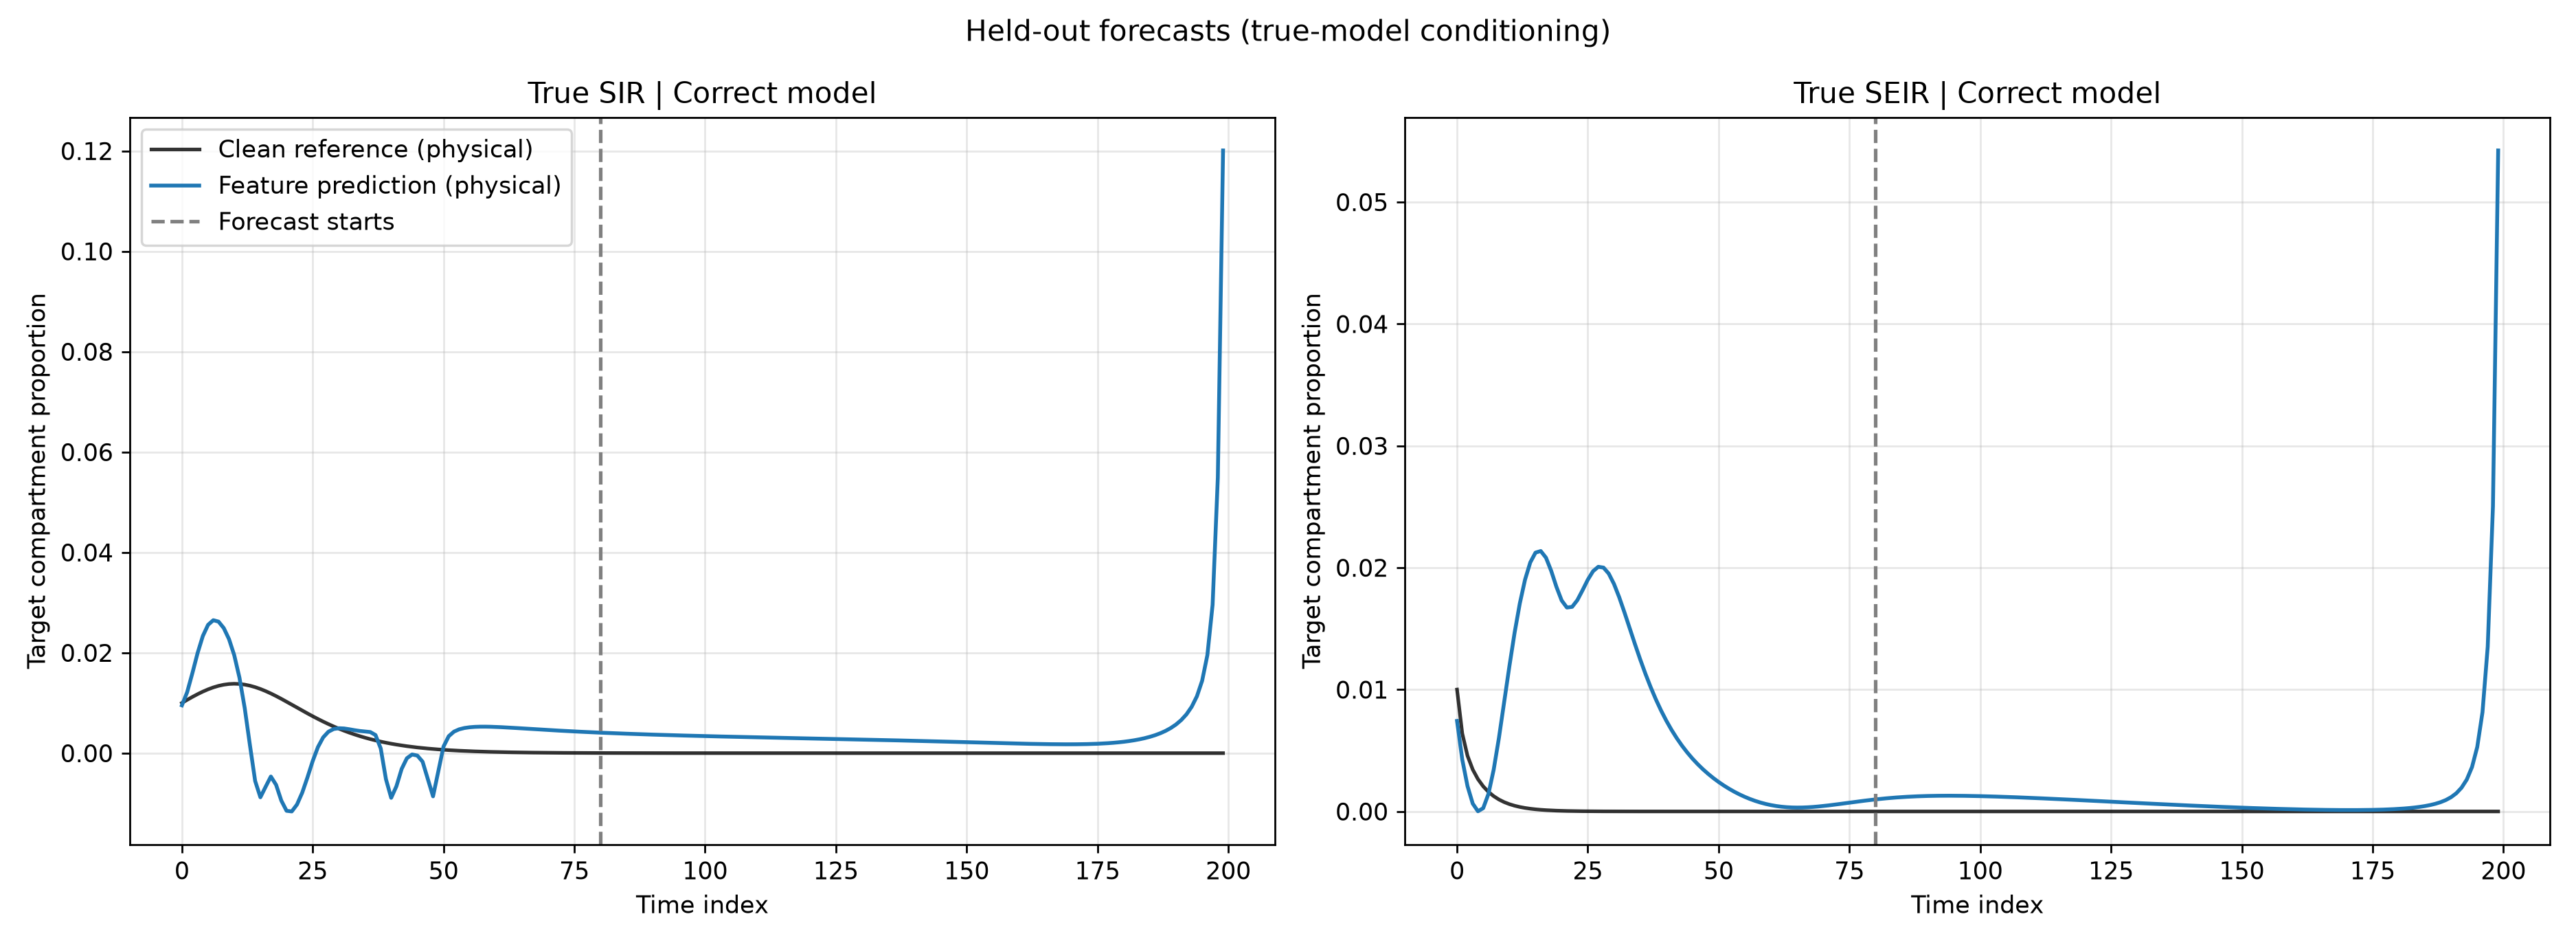 Held-out forecasts (true-model conditioning)
True SIR | Correct model
Clean reference (physical)
Feature prediction (physical)
Forecast starts
Target compartment proportion
0.12
0.10
0.08
0.06
0.04
0.02
0.00
0 25 50 75 100 125 150 175 200
Time index
True SEIR | Correct model
Target compartment proportion
0.05
0.04
0.03
0.02
0.01
0.00
0 25 50 75 100 125 150 175 200
Time index